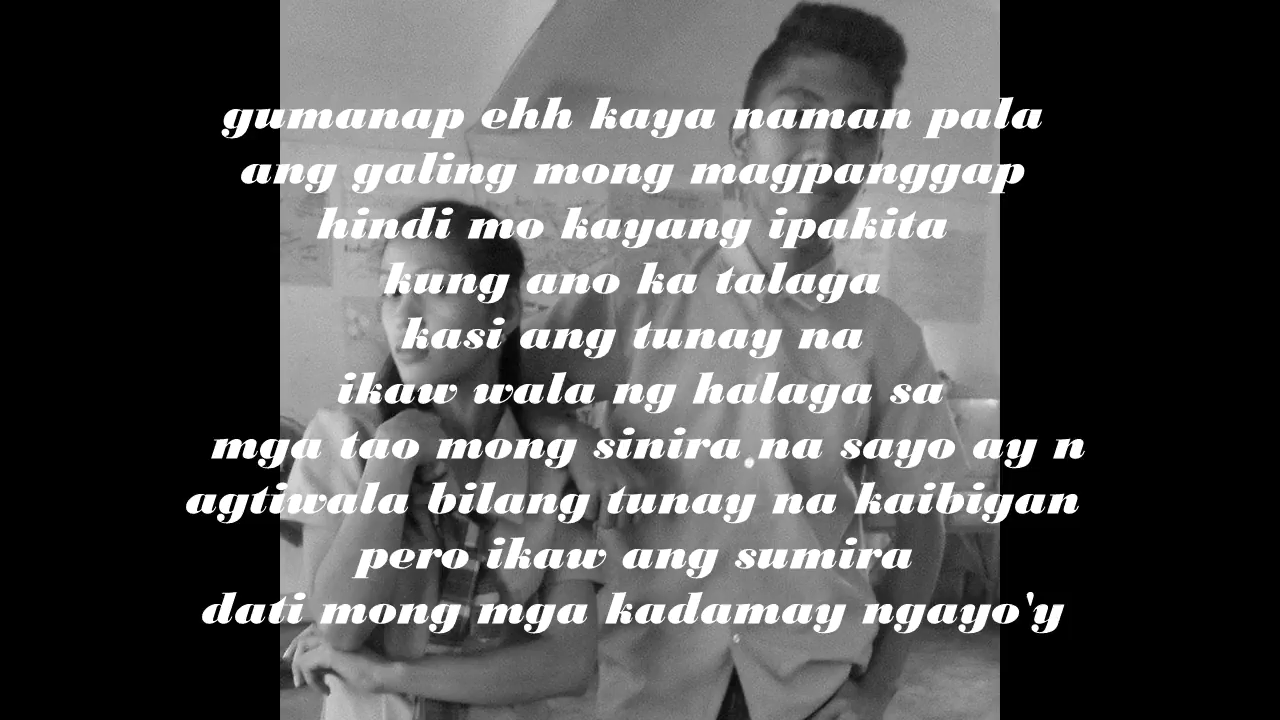 gumanap ehh kaya naman pala
ang galing mong magpanggap
hindi mo kayang ipakita
kung ano ka talaga
kasi ang tunay na
ikaw wala ng halaga sa
mga tao mong sinira,na sayo ay n
agtiwala bilang tunay na kaibigan
pero ikaw ang sumira
dati mong mga kadamay ngayo'y